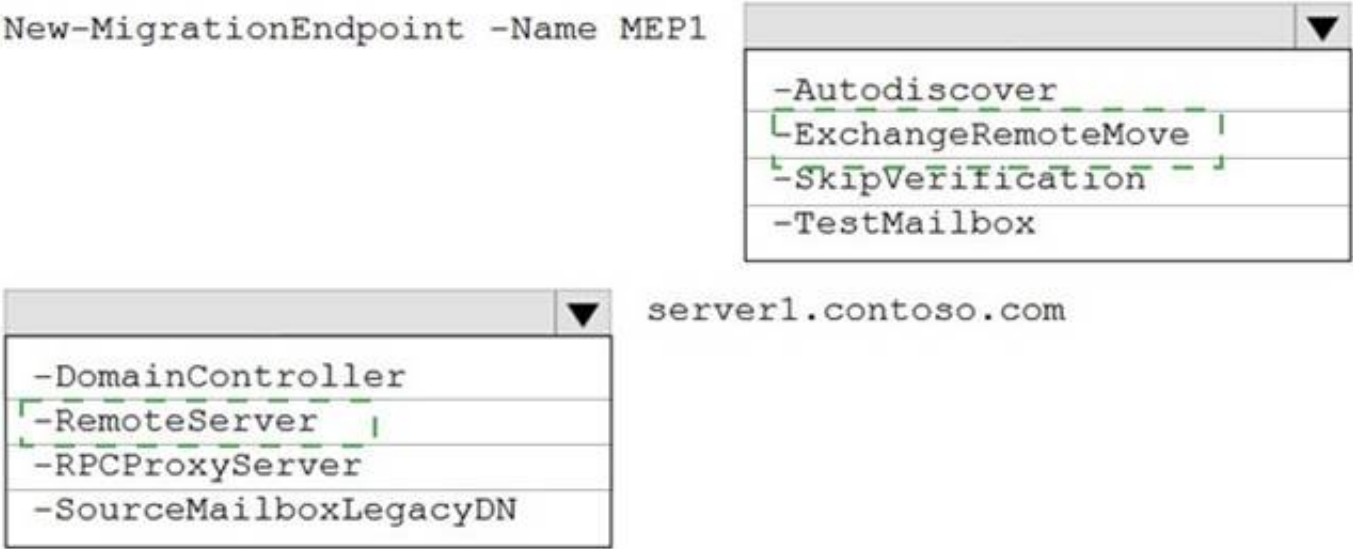 New-MigrationEndpoint -Name MEP1
-Autodiscover
-ExchangeRemoteMove
-SkipVerification
-TestMailbox
server1.contoso.com
-DomainController
-RemoteServer
-RPCProxyServer
-SourceMailboxLegacyDN